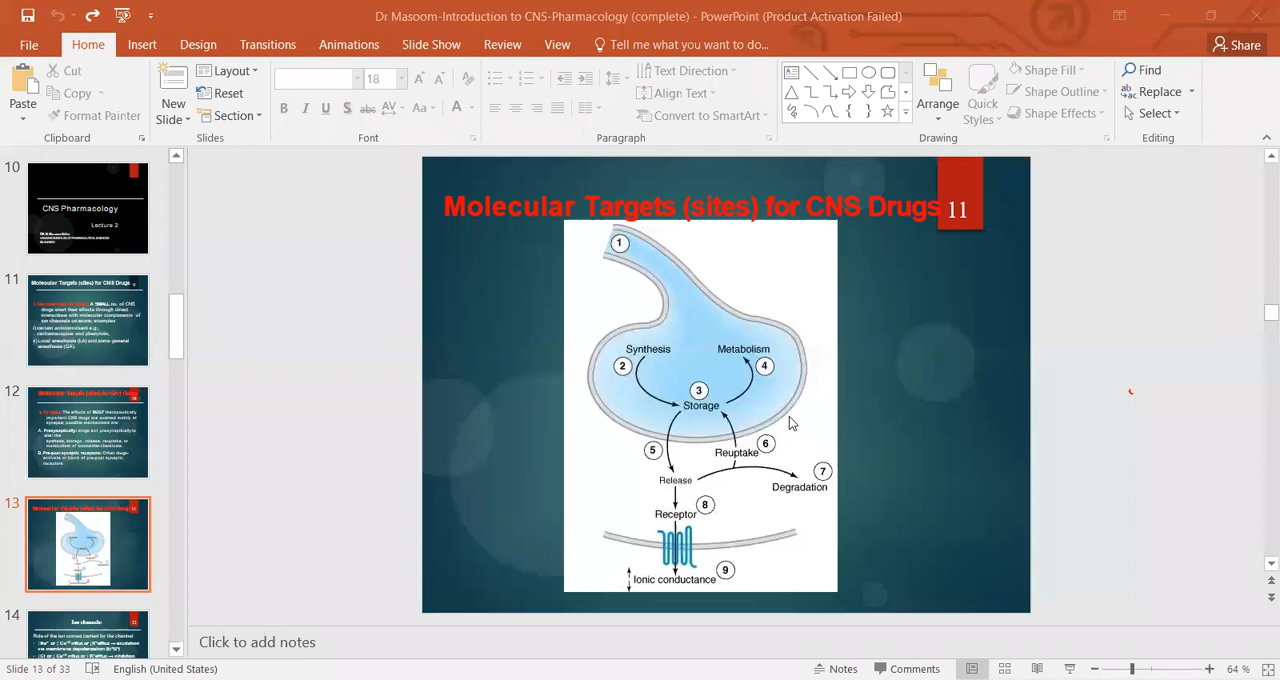 Dr Masoom-Introduction to CNS-Pharmacology (complete) - PowerPoint (Product Activation Failed)
File Home Insert Design Transitions Animations Slide Show Review View Tell me what you want to do... Share
Paste
Cut
Copy
Format Painter
Clipboard
New Slide
Layout
Reset
Section
Slides
18
B I U S abc AV Aa A
Font
Text Direction
Align Text
Convert to SmartArt
Paragraph
Arrange
Quick Styles
Shape Fill
Shape Outline
Shape Effects
Drawing
Find
Replace
Select
Editing
10
CNS Pharmacology
Lecture 2
11
Molecular Targets (sites) for CNS Drugs
12
13
14
Ion channels:
Molecular Targets (sites) for CNS Drugs
11
1
Synthesis
Metabolism
2
4
3
Storage
5
6
Reuptake
7
Release
Degradation
8
Receptor
9
Ionic conductance
Click to add notes
Slide 13 of 33 English (United States) Notes Comments 64 %